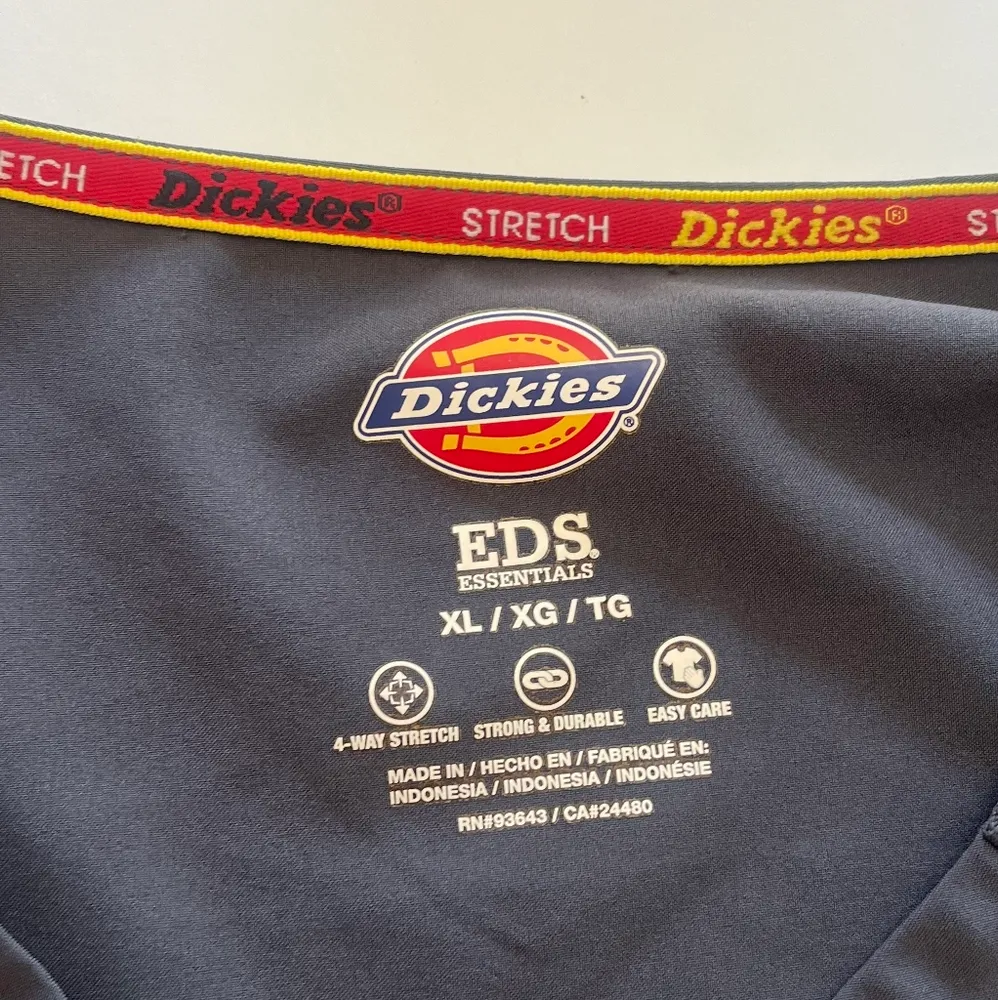 ETCH Dickies® STRETCH Dickies® ST
Dickies®
EDS.
ESSENTIALS
XL / XG / TG
4-WAY STRETCH STRONG & DURABLE EASY CARE
MADE IN / HECHO EN / FABRIQUÉ EN:
INDONESIA / INDONESIA / INDONÉSIE
RN#93643 / CA#24480